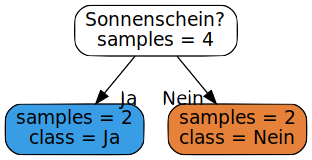 Sonnenschein?
samples = 4
Ja
Nein
samples = 2
class = Ja
samples = 2
class = Nein